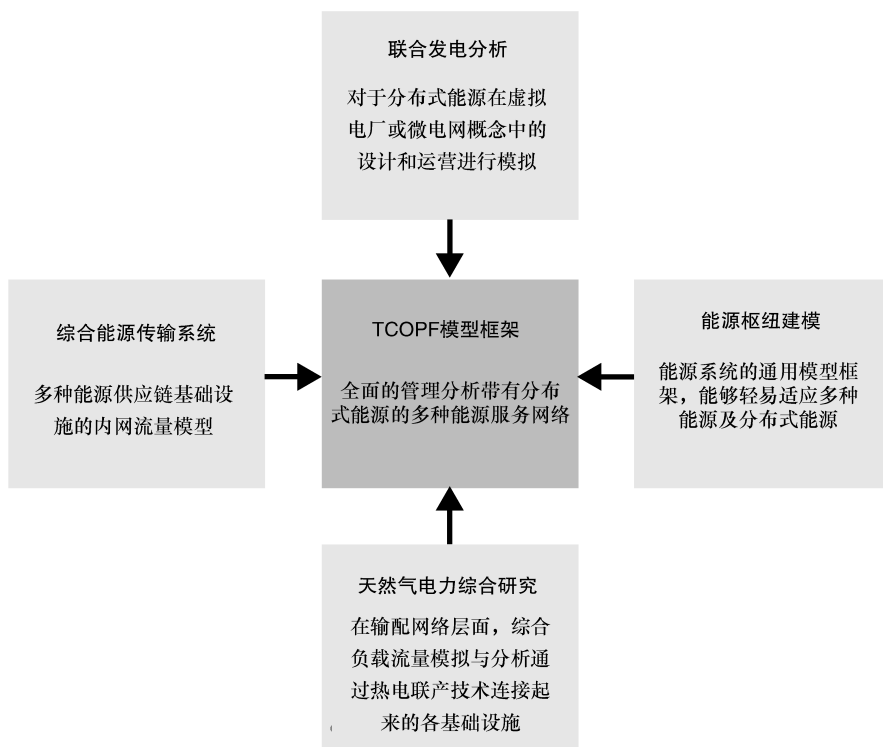 联合发电分析
对于分布式能源在虚拟
电厂或微电网概念中的
设计和运营进行模拟
综合能源传输系统
多种能源供应链基础设
施的内网流量模型
TCOPF模型框架
全面的管理分析带有分布
式能源的多种能源服务网络
能源枢纽建模
能源系统的通用模型框
架，能够轻易适应多种
能源及分布式能源
天然气电力综合研究
在输配网络层面，综合
负载流量模拟与分析通
过热电联产技术连接起
来的各基础设施